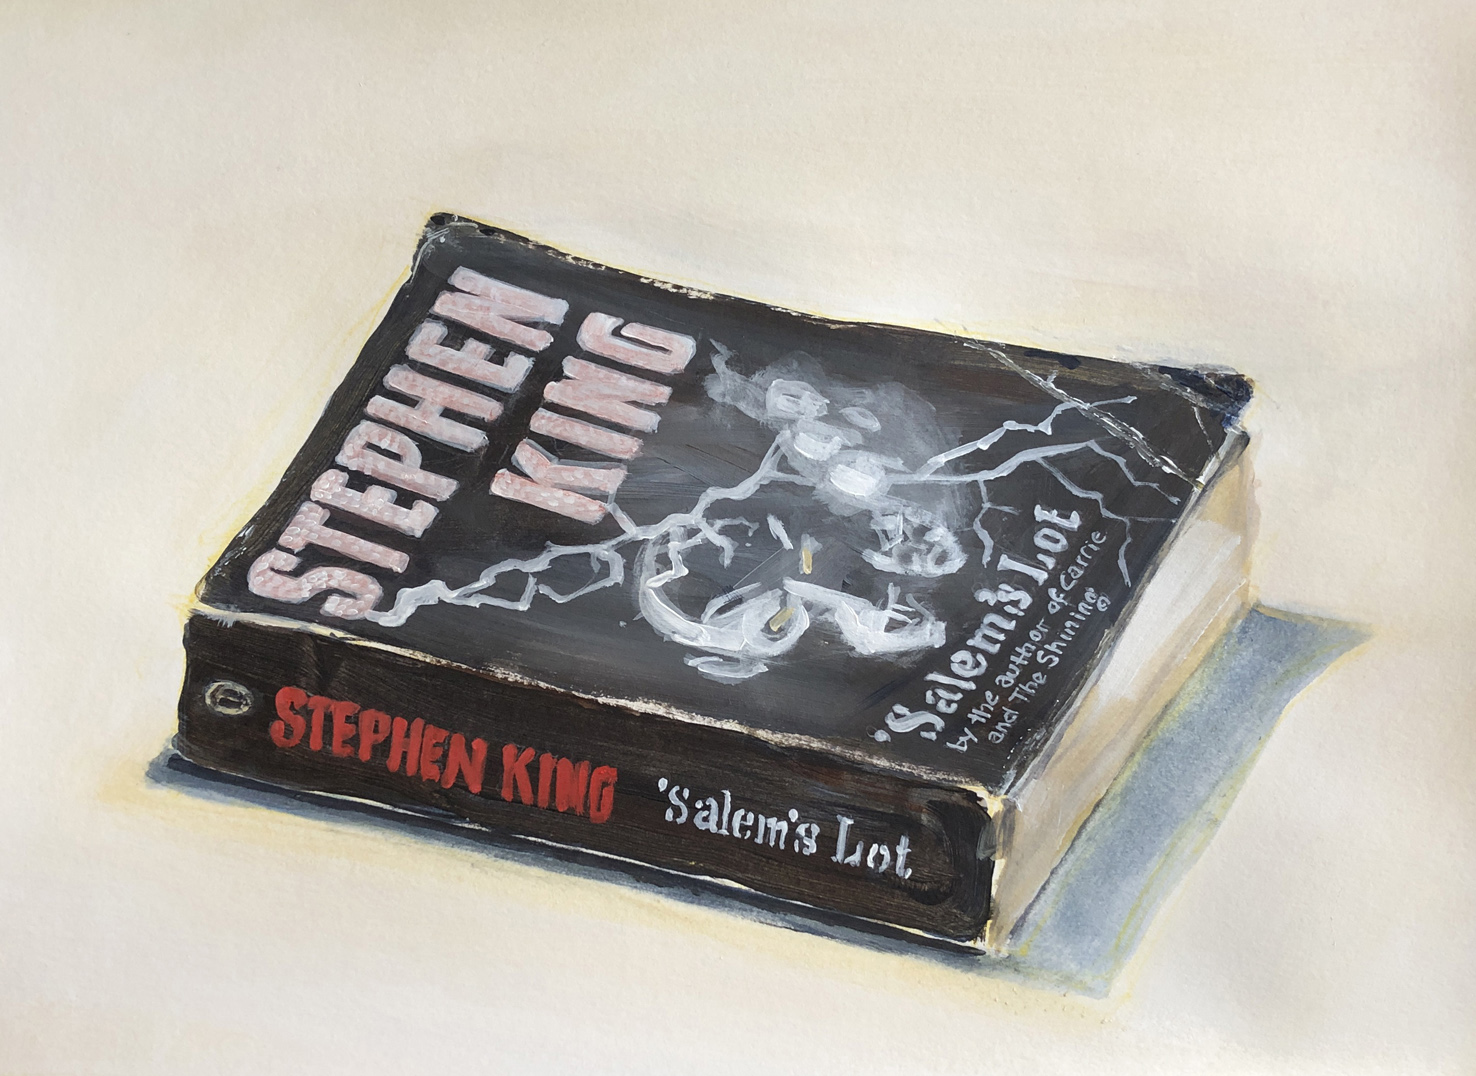 STEPHEN
KING
'Salem's Lot
by the author of Carrie
and The Shining
STEPHEN KING 'Salem's Lot